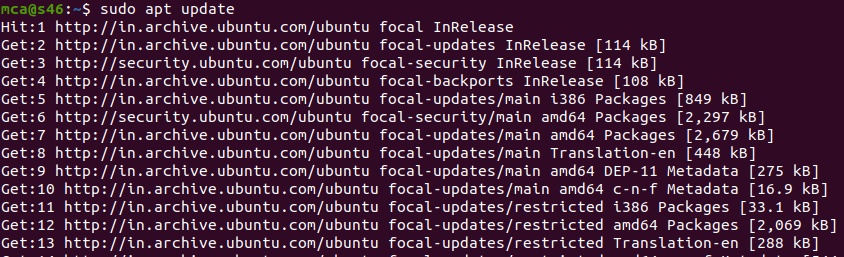 mca@s46:~$ sudo apt update
Hit:1 http://in.archive.ubuntu.com/ubuntu focal InRelease
Get:2 http://in.archive.ubuntu.com/ubuntu focal-updates InRelease [114 kB]
Get:3 http://security.ubuntu.com/ubuntu focal-security InRelease [114 kB]
Get:4 http://in.archive.ubuntu.com/ubuntu focal-backports InRelease [108 kB]
Get:5 http://in.archive.ubuntu.com/ubuntu focal-updates/main i386 Packages [849 kB]
Get:6 http://security.ubuntu.com/ubuntu focal-security/main amd64 Packages [2,297 kB]
Get:7 http://in.archive.ubuntu.com/ubuntu focal-updates/main amd64 Packages [2,679 kB]
Get:8 http://in.archive.ubuntu.com/ubuntu focal-updates/main Translation-en [448 kB]
Get:9 http://in.archive.ubuntu.com/ubuntu focal-updates/main amd64 DEP-11 Metadata [275 kB]
Get:10 http://in.archive.ubuntu.com/ubuntu focal-updates/main amd64 c-n-f Metadata [16.9 kB]
Get:11 http://in.archive.ubuntu.com/ubuntu focal-updates/restricted i386 Packages [33.1 kB]
Get:12 http://in.archive.ubuntu.com/ubuntu focal-updates/restricted amd64 Packages [2,069 kB]
Get:13 http://in.archive.ubuntu.com/ubuntu focal-updates/restricted Translation-en [288 kB]